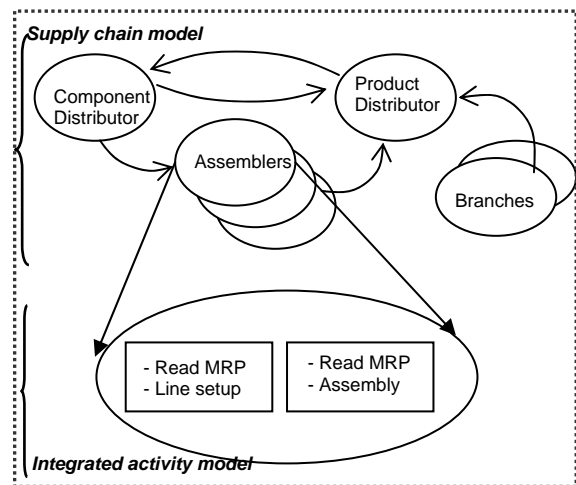 Supply chain model
Component
Distributor
Product
Distributor
Assemblers
Branches
- Read MRP
- Line setup
- Read MRP
- Assembly
Integrated activity model